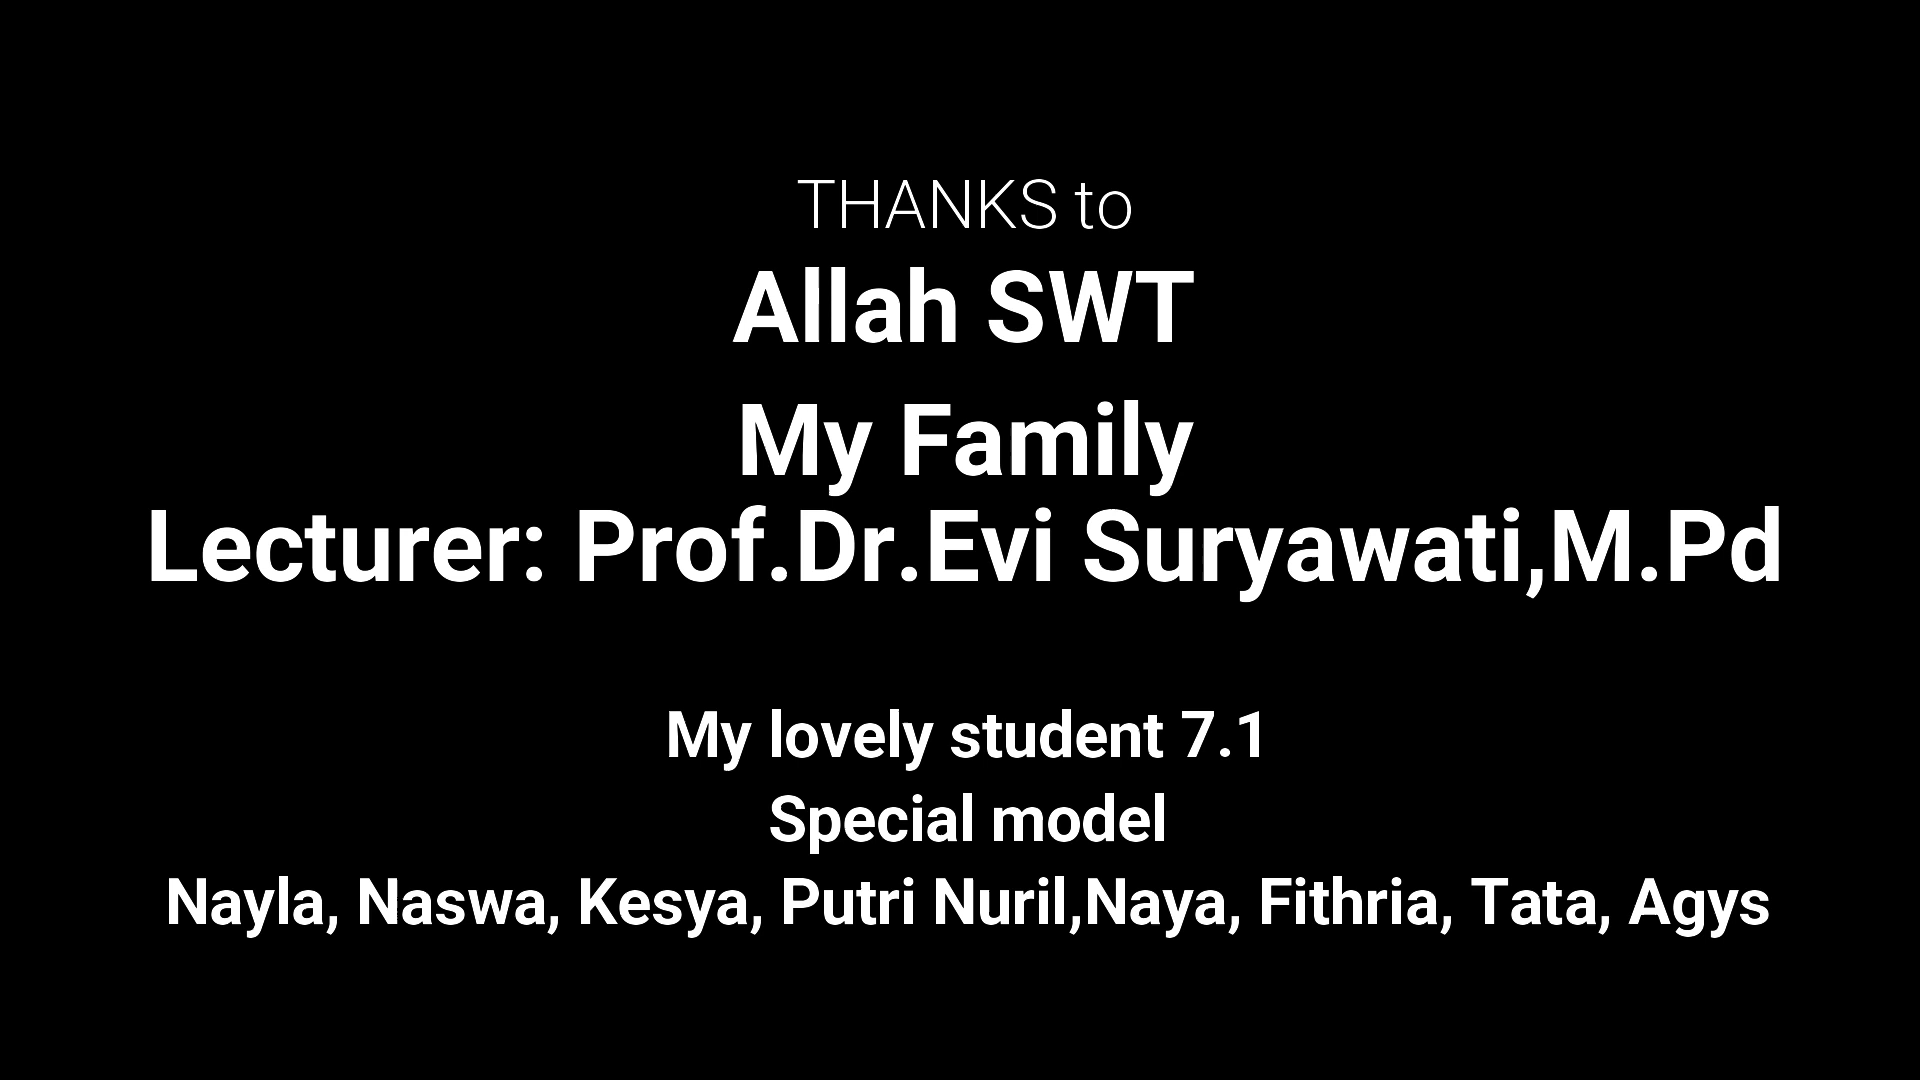 THANKS to
Allah SWT
My Family
Lecturer: Prof.Dr.Evi Suryawati,M.Pd
My lovely student 7.1
Special model
Nayla, Naswa, Kesya, Putri Nuril,Naya, Fithria, Tata, Agys